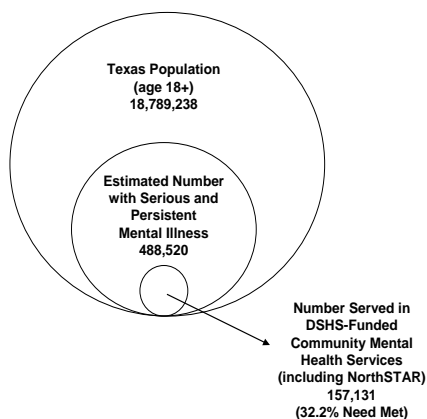 Texas Population
(age 18+)
18,789,238
Estimated Number
with Serious and
Persistent
Mental Illness
488,520
Number Served in
DSHS-Funded
Community Mental
Health Services
(including NorthSTAR)
157,131
(32.2% Need Met)